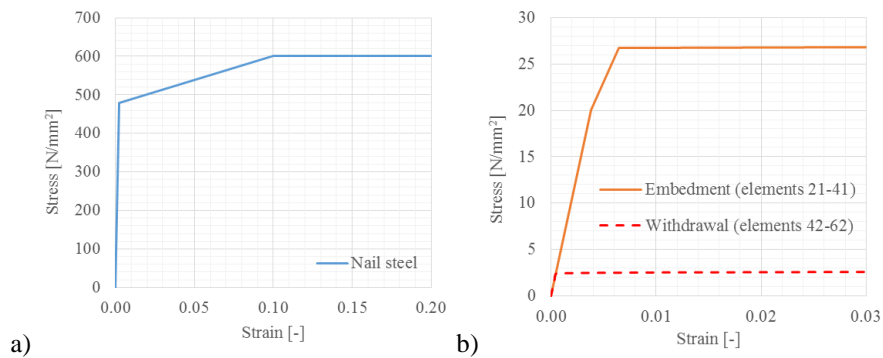 700
600
500
400
300
200
100
0
Stress [N/mm²]
0.00 0.05 0.10 0.15 0.20
Strain [-]
Nail steel
a)
30
25
20
15
10
5
0
Stress [N/mm²]
0.00 0.01 0.02 0.03
Strain [-]
Embedment (elements 21-41)
Withdrawal (elements 42-62)
b)